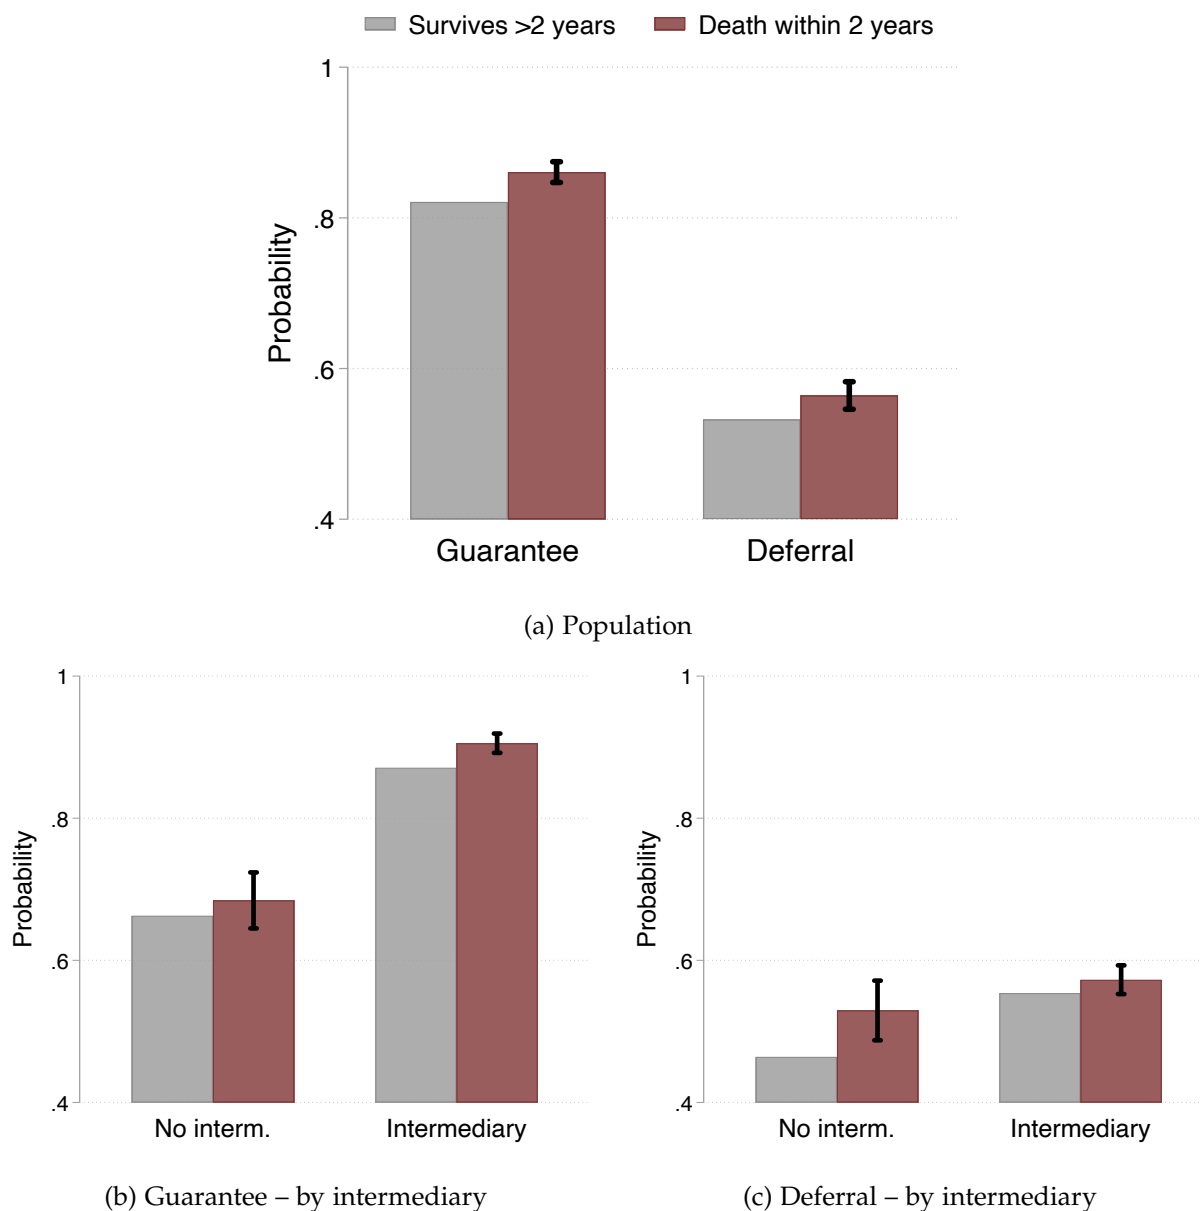 Survives >2 years Death within 2 years
1
.8
.6
.4
Probability
Guarantee Deferral
(a) Population
1
.8
.6
.4
Probability
No interm. Intermediary
(b) Guarantee – by intermediary
1
.8
.6
.4
Probability
No interm. Intermediary
(c) Deferral – by intermediary